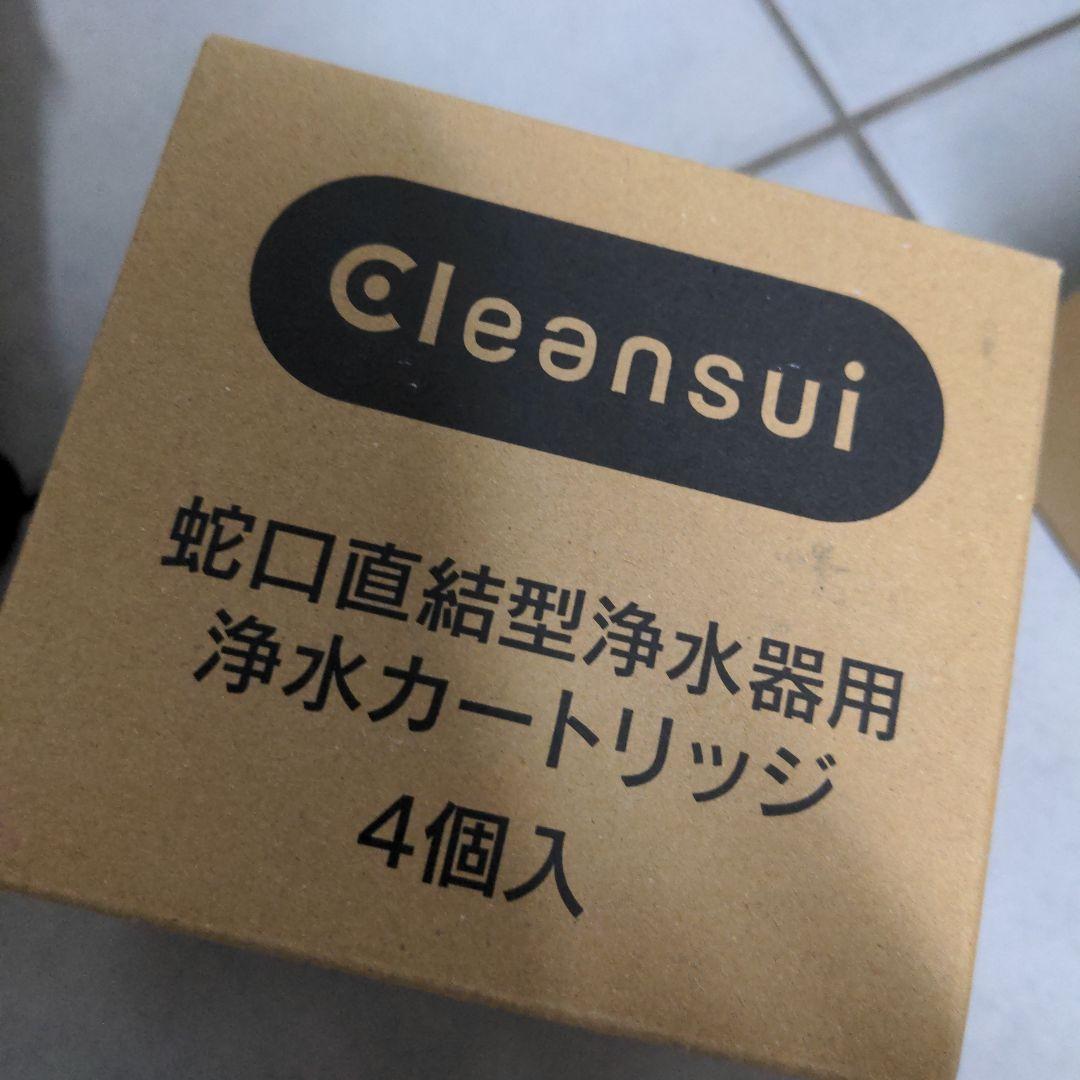 Cleansui
蛇口直結型浄水器用
浄水カートリッジ
4個入